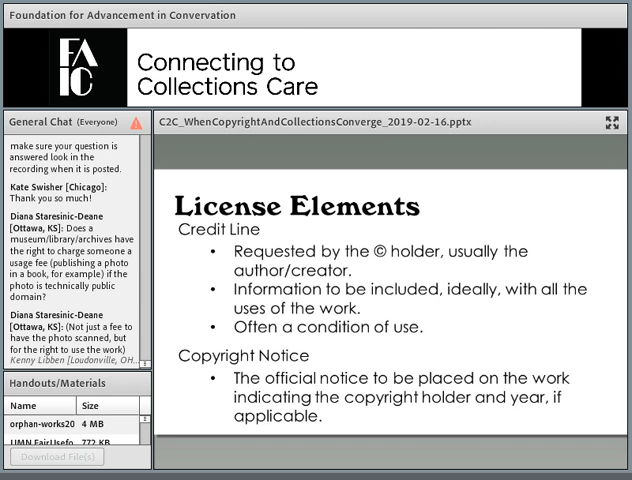 Foundation for Advancement in Convervation
FA
IC
Connecting to
Collections Care
General Chat (Everyone)
make sure your question is
answered look in the
recording when it is posted.
Kate Swisher [Chicago]:
Thank you so much!
Diana Staresinic-Deane
[Ottawa, KS]: Does a
museum/library/archives have
the right to charge someone a
usage fee (publishing a photo
in a book, for example) if the
photo is technically public
domain?
Diana Staresinic-Deane
[Ottawa, KS]: (Not just a fee to
have the photo scanned, but
for the right to use the work)
Kenny Libben [Loudonville, OH...
Handouts/Materials
Name Size
orphan-works20 4 MB
UMN FairUsefo 772 KB
Download File(s)
C2C_WhenCopyrightAndCollectionsConverge_2019-02-16.pptx
License Elements
Credit Line
• Requested by the © holder, usually the
author/creator.
• Information to be included, ideally, with all the
uses of the work.
• Often a condition of use.
Copyright Notice
• The official notice to be placed on the work
indicating the copyright holder and year, if
applicable.